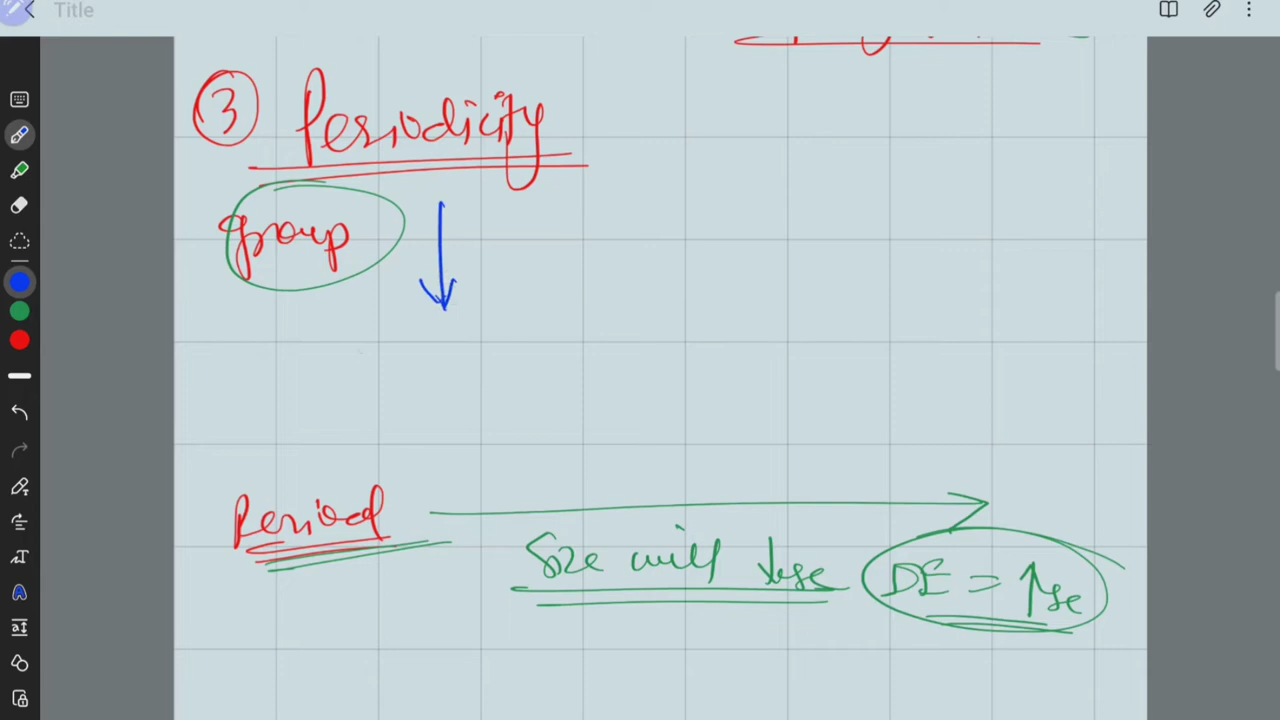 Title
③ Periodicity
group ↓
Period
Size will ↓se DE = ↑se